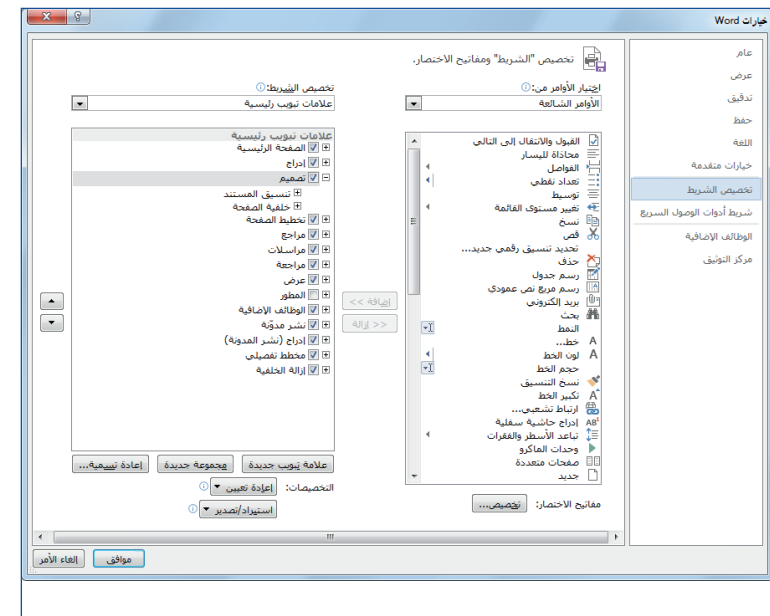 خيارات Word
عام
عرض
تدقيق
حفظ
اللغة
خيارات متقدمة
تخصيص الشريط
شريط أدوات الوصول السريع
الوظائف الإضافية
مركز التوثيق
تخصيص "الشريط" ومفاتيح الاختصار.
اختيار الأوامر من:
الأوامر الشائعة
القبول والانتقال إلى التالي
محاذاة لليسار
الفواصل
تعداد نقطي
توسيط
تغيير مستوى القائمة
نسخ
قص
تحديد تنسيق رقمي جديد...
حذف
رسم جدول
رسم مربع نص عمودي
بريد إلكتروني
بحث
النمط
خط...
لون الخط
حجم الخط
نسخ التنسيق
تكبير الخط
ارتباط تشعبي...
إدراج حاشية سفلية
تباعد الأسطر والفقرات
وحدات الماكرو
صفحات متعددة
جديد
مفاتيح الاختصار: تخصيص...
إضافة >>
<< إزالة
تخصيص الشريط:
علامات تبويب رئيسية
علامات تبويب رئيسية
الصفحة الرئيسية
إدراج
تصميم
تنسيق المستند
خلفية الصفحة
تخطيط الصفحة
مراجع
مراسلات
مراجعة
عرض
المطور
الوظائف الإضافية
نشر مدوّنة
إدراج (نشر المدونة)
مخطط تفصيلي
إزالة الخلفية
علامة تبويب جديدة مجموعة جديدة إعادة تسمية...
التخصيصات: إعادة تعيين
استيراد/تصدير
موافق إلغاء الأمر